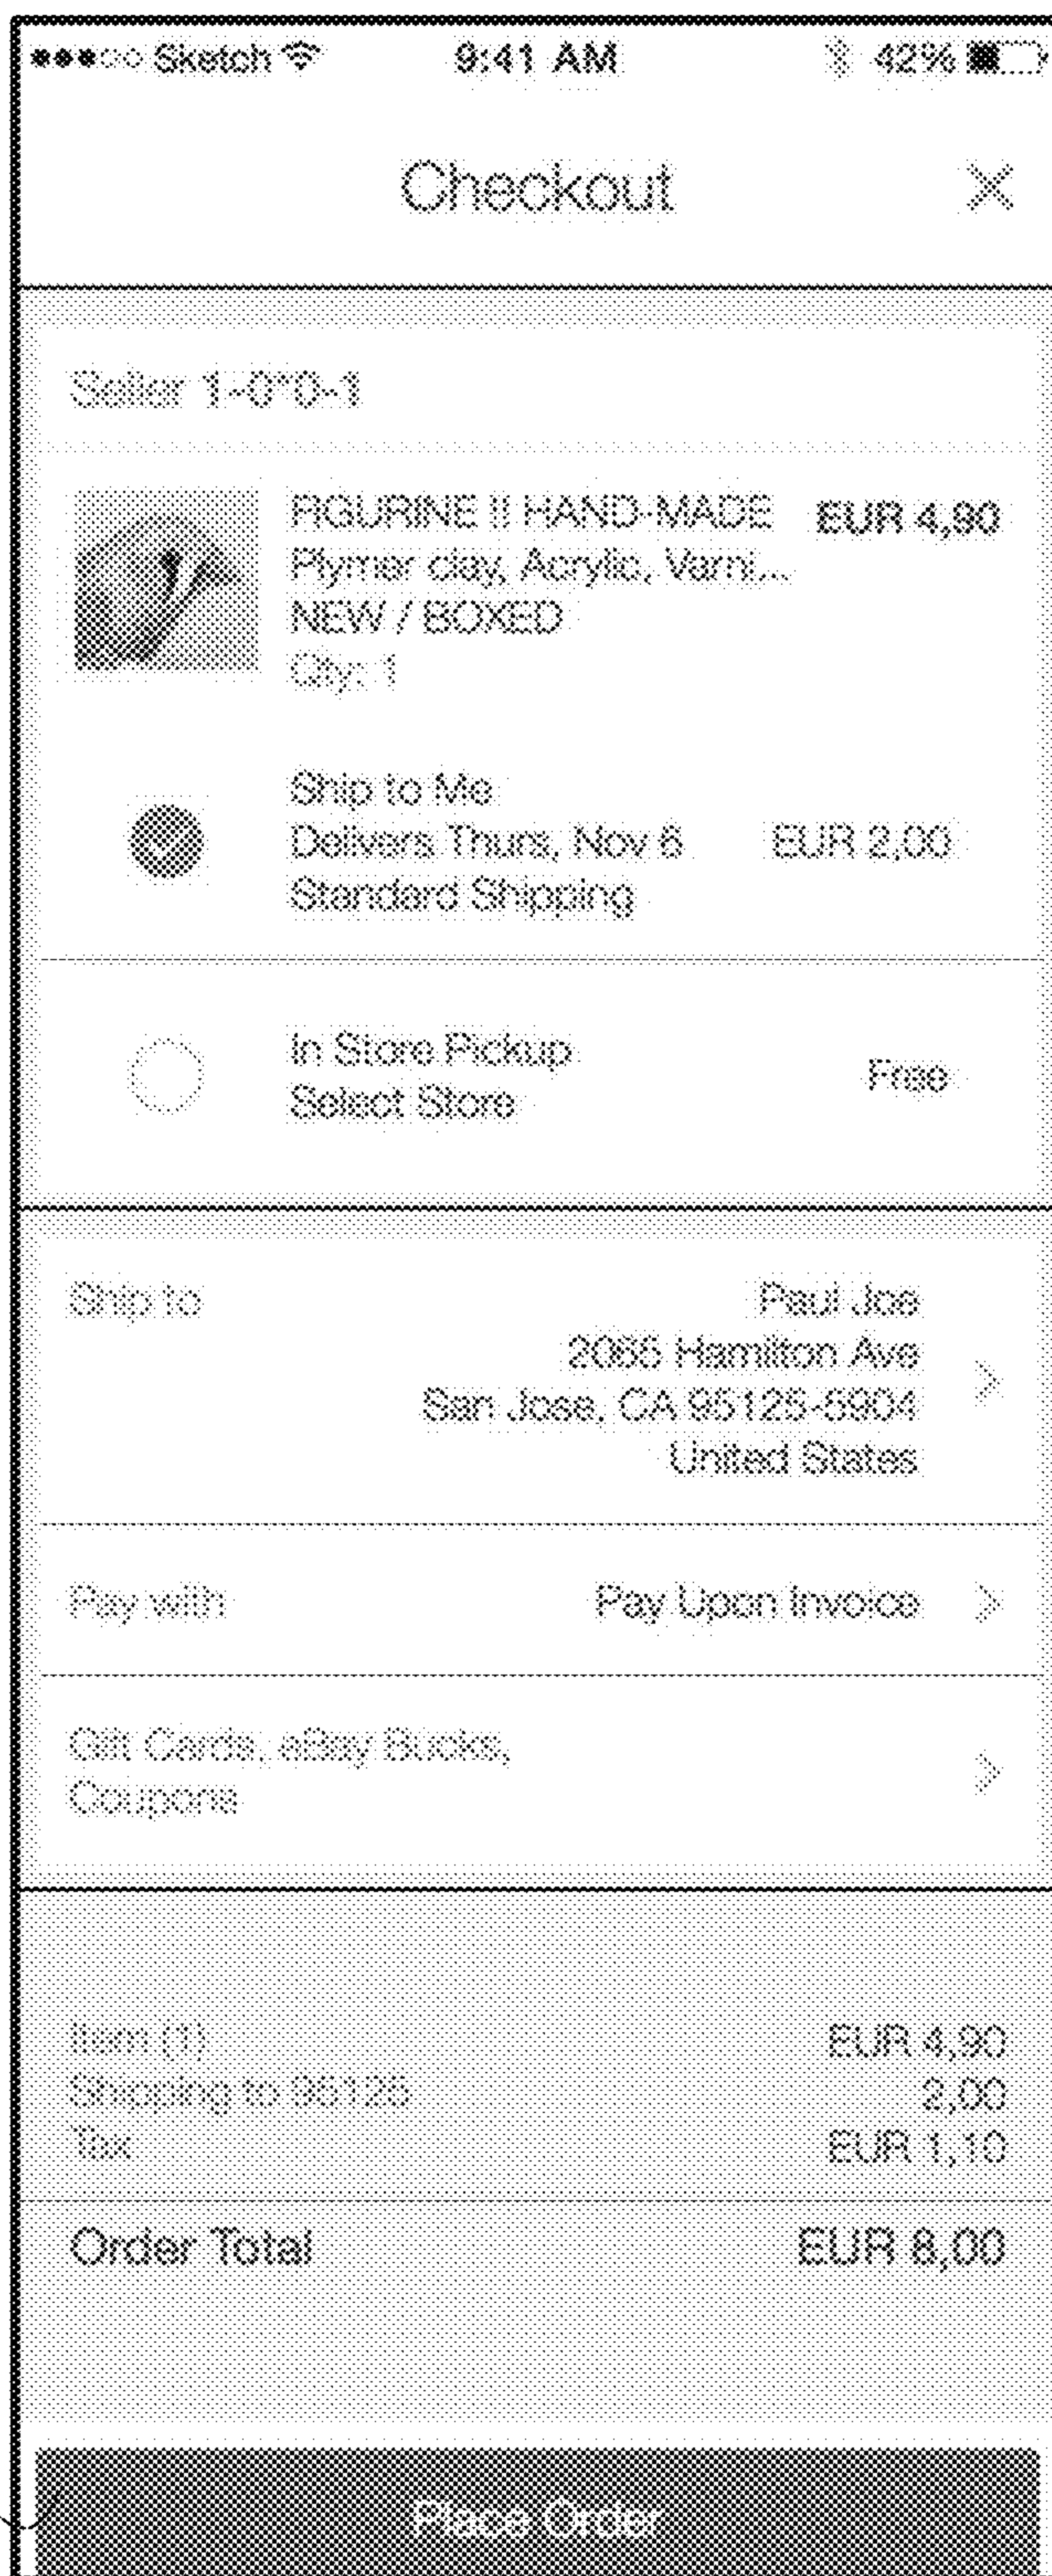 Sketch 9:41 AM 42%
Checkout
Seller 1-0*0-1
FIGURINE !! HAND-MADE EUR 4,90
Plymer clay, Acrylic, Varni...
NEW / BOXED
Qty: 1
Ship to Me
Delivers Thurs, Nov 6 EUR 2,00
Standard Shipping
In Store Pickup
Free
Select Store
Ship to Paul Jos
2065 Hamilton Ave
San Jose, CA 95125-5904
United States
Pay with Pay Upon Invoice
Gift Cards, eBay Bucks,
Coupons
Item (1) EUR 4,90
Shipping to 95125 2,00
Tax EUR 1,10
Order Total EUR 8,00
Place Order